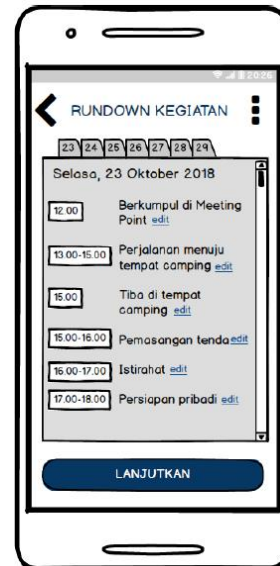 20:26
RUNDOWN KEGIATAN
23 24 25 26 27 28 29
Selasa, 23 Oktober 2018
12.00 Berkumpul di Meeting
Point edit
13.00-15.00 Perjalanan menuju
tempat camping edit
15.00 Tiba di tempat
camping edit
15.00-16.00 Pemasangan tenda edit
16.00-17.00 Istirahat edit
17.00-18.00 Persiapan pribadi edit
LANJUTKAN